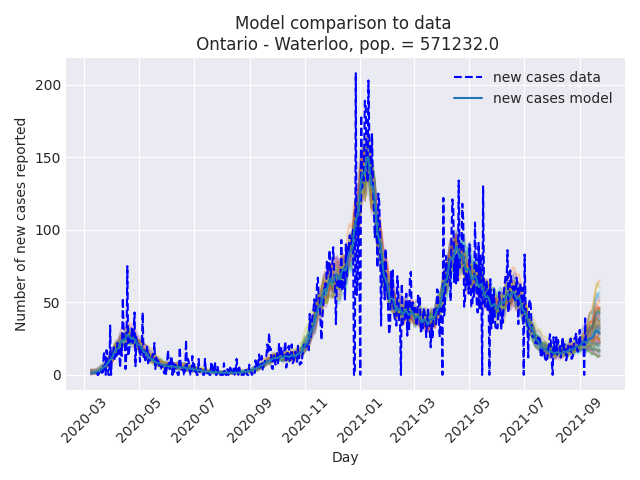 Model comparison to data
Ontario - Waterloo, pop. = 571232.0
new cases data
new cases model
Number of new cases reported
200
150
100
50
0
2020-03
2020-05
2020-07
2020-09
2020-11
2021-01
2021-03
2021-05
2021-07
2021-09
Day